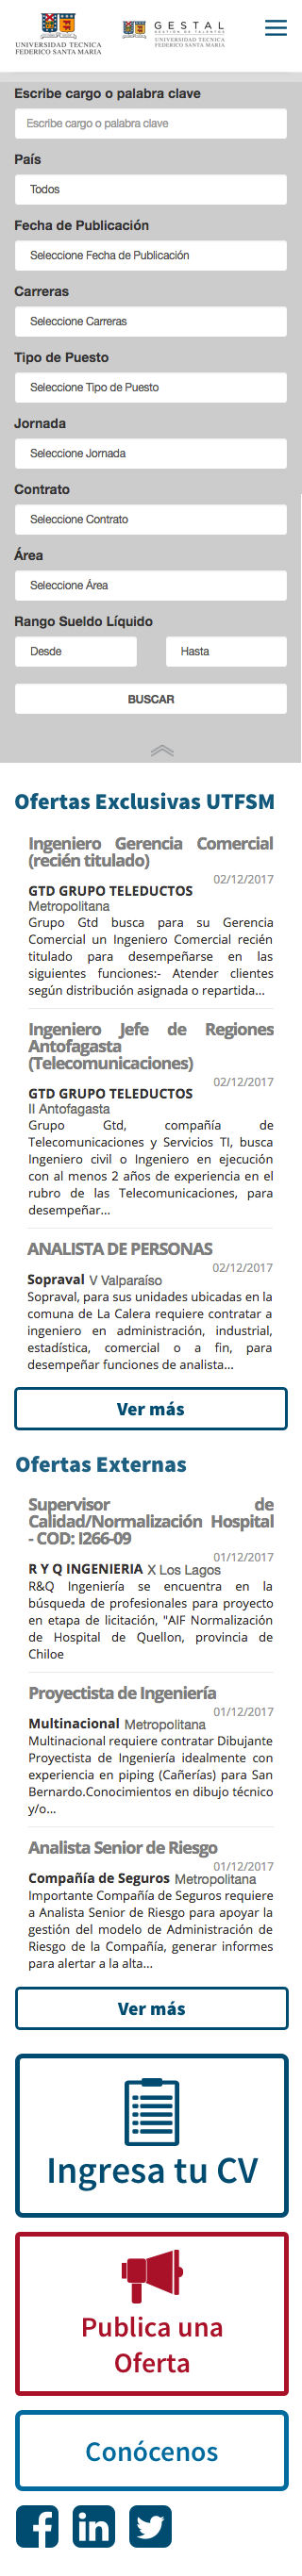 UNIVERSIDAD TECNICA
FEDERICO SANTA MARIA
GESTAL
GESTIÓN DE TALENTOS
UNIVERSIDAD TECNICA
FEDERICO SANTA MARIA
Escribe cargo o palabra clave
Escribe cargo o palabra clave
País
Todos
Fecha de Publicación
Seleccione Fecha de Publicación
Carreras
Seleccione Carreras
Tipo de Puesto
Seleccione Tipo de Puesto
Jornada
Seleccione Jornada
Contrato
Seleccione Contrato
Área
Seleccione Área
Rango Sueldo Líquido
Desde Hasta
BUSCAR
Ofertas Exclusivas UTFSM
Ingeniero Gerencia Comercial
(recién titulado)
02/12/2017
GTD GRUPO TELEDUCTOS
Metropolitana
Grupo Gtd busca para su Gerencia
Comercial un Ingeniero Comercial recién
titulado para desempeñarse en las
siguientes funciones:- Atender clientes
según distribución asignada o repartida...
Ingeniero Jefe de Regiones
Antofagasta
(Telecomunicaciones)
02/12/2017
GTD GRUPO TELEDUCTOS
II Antofagasta
Grupo Gtd, compañía de
Telecomunicaciones y Servicios TI, busca
Ingeniero civil o Ingeniero en ejecución
con al menos 2 años de experiencia en el
rubro de las Telecomunicaciones, para
desempeñar...
ANALISTA DE PERSONAS
02/12/2017
Sopraval V Valparaíso
Sopraval, para sus unidades ubicadas en la
comuna de La Calera requiere contratar a
ingeniero en administración, industrial,
estadística, comercial o a fin, para
desempeñar funciones de analista...
Ver más
Ofertas Externas
Supervisor de
Calidad/Normalización Hospital
- COD: I266-09
01/12/2017
R Y Q INGENIERIA X Los Lagos
R&Q Ingeniería se encuentra en la
búsqueda de profesionales para proyecto
en etapa de licitación, "AIF Normalización
de Hospital de Quellon, provincia de
Chiloe
Proyectista de Ingeniería
01/12/2017
Multinacional Metropolitana
Multinacional requiere contratar Dibujante
Proyectista de Ingeniería idealmente con
experiencia en piping (Cañerías) para San
Bernardo.Conocimientos en dibujo técnico
y/o...
Analista Senior de Riesgo
01/12/2017
Compañía de Seguros Metropolitana
Importante Compañía de Seguros requiere
a Analista Senior de Riesgo para apoyar la
gestión del modelo de Administración de
Riesgo de la Compañía, generar informes
para alertar a la alta...
Ver más
Ingresa tu CV
Publica una
Oferta
Conócenos